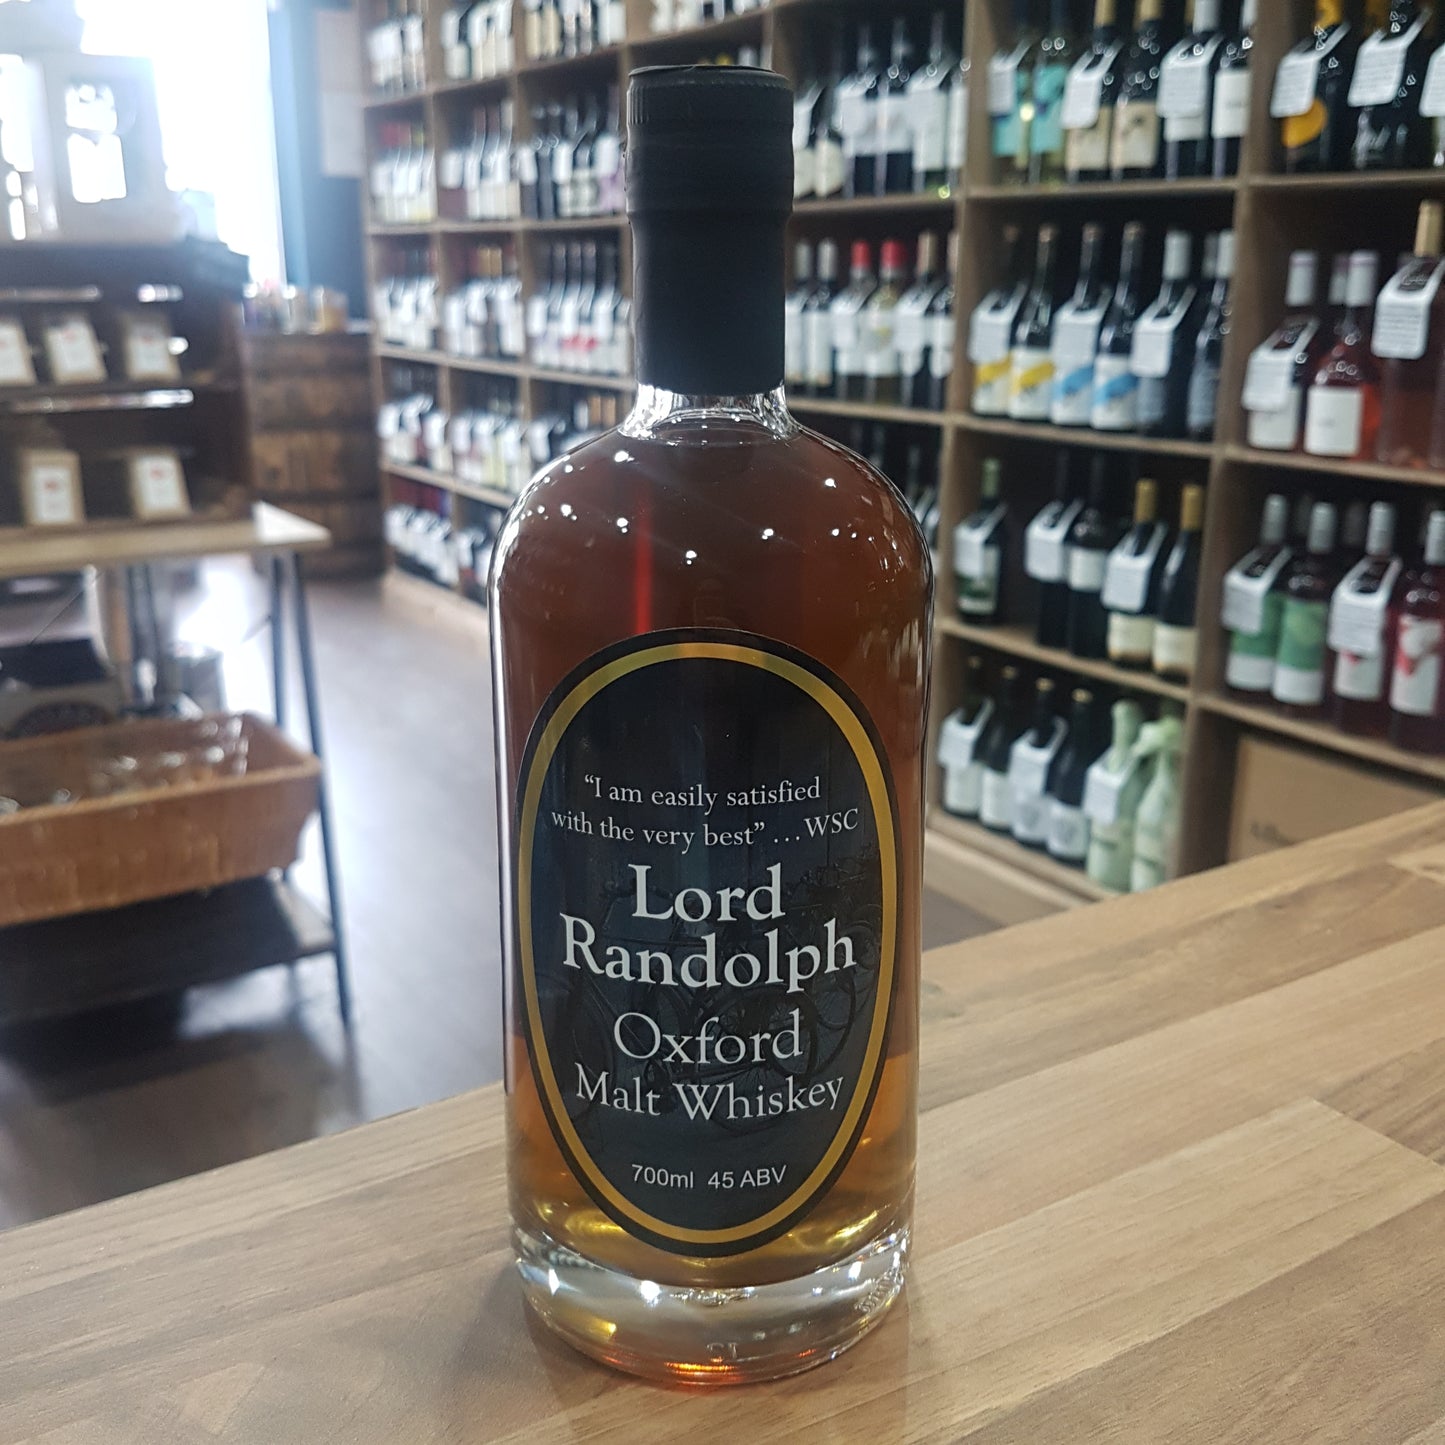 “I am easily satisfied
with the very best” ...WSC
Lord
Randolph
Oxford
Malt Whiskey
700ml 45 ABV